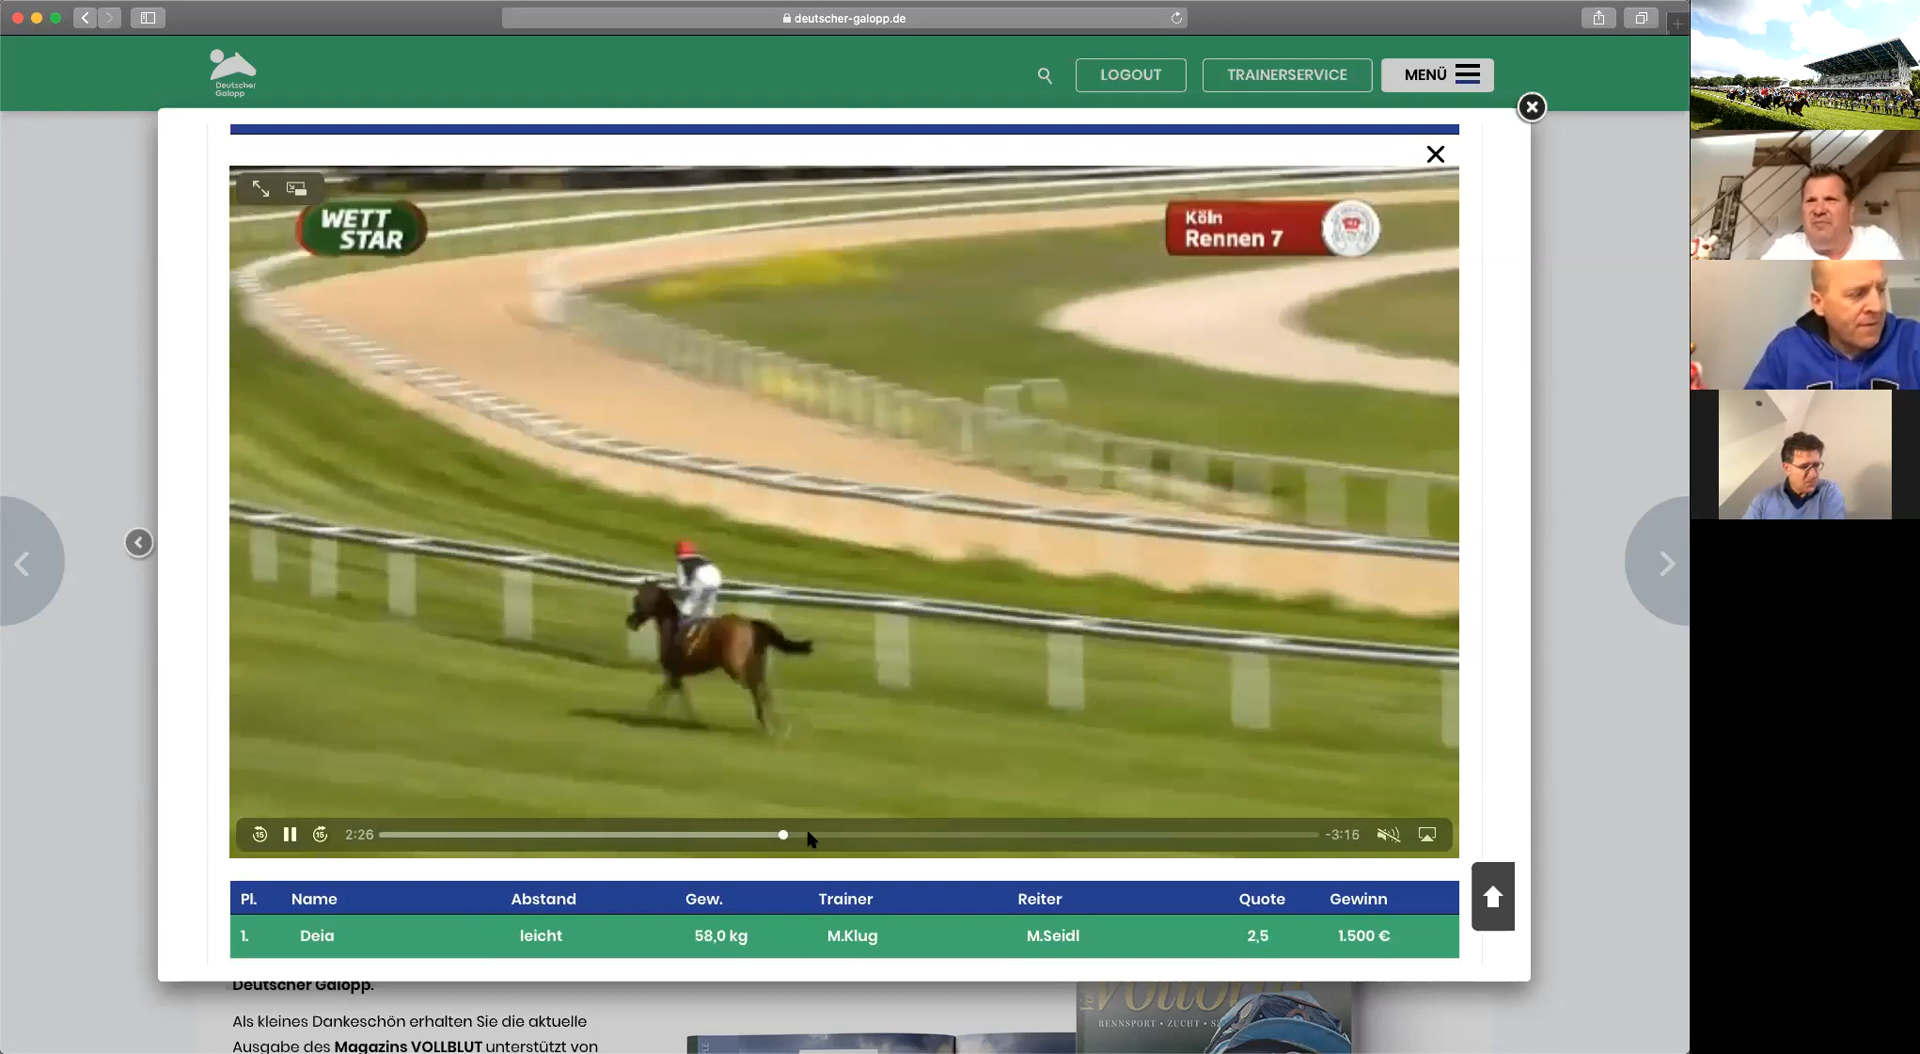 deutscher-galopp.de
Deutscher
Galopp
LOGOUT
TRAINERSERVICE
MENÜ
WETT
STAR
Köln
Rennen 7
15
15
2:26
-3:16
Pl. Name Abstand Gew. Trainer Reiter Quote Gewinn
1. Deia leicht 58,0 kg M.Klug M.Seidl 2,5 1.500 €
Deutscher Galopp.
Als kleines Dankeschön erhalten Sie die aktuelle
Ausgabe des Magazins VOLLBLUT unterstützt von